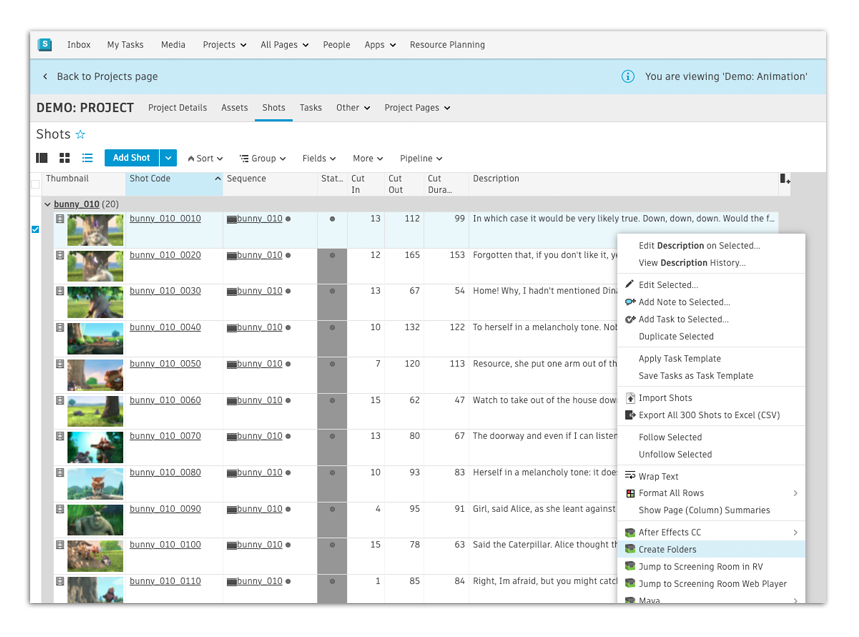 S Inbox My Tasks Media Projects All Pages People Apps Resource Planning
Back to Projects page
You are viewing 'Demo: Animation'
DEMO: PROJECT Project Details Assets Shots Tasks Other Project Pages
Shots
Add Shot Sort Group Fields More Pipeline
Thumbnail Shot Code Sequence Stat... Cut In Cut Out Cut Dura... Description
bunny_010 (20)
bunny_010_0010 bunny_010 13 112 99 In which case it would be very likely true. Down, down, down. Would the f...
bunny_010_0020 bunny_010 12 165 153 Forgotten that, if you don't like it, y
bunny_010_0030 bunny_010 13 67 54 Home! Why, I hadn't mentioned Din
bunny_010_0040 bunny_010 10 132 122 To herself in a melancholy tone. No
bunny_010_0050 bunny_010 7 120 113 Resource, she put one arm out of th
bunny_010_0060 bunny_010 15 62 47 Watch to take out of the house dow
bunny_010_0070 bunny_010 13 80 67 The doorway and even if I can listen
bunny_010_0080 bunny_010 10 93 83 Herself in a melancholy tone: it doe
bunny_010_0090 bunny_010 4 95 91 Girl, said Alice, as she leant against
bunny_010_0100 bunny_010 15 78 63 Said the Caterpillar. Alice thought th
bunny_010_0110 bunny_010 1 85 84 Right, Im afraid, but you might catc
Edit Description on Selected...
View Description History...
Edit Selected...
Add Note to Selected...
Add Task to Selected...
Duplicate Selected
Apply Task Template
Save Tasks as Task Template
Import Shots
Export All 300 Shots to Excel (CSV)
Follow Selected
Unfollow Selected
Wrap Text
Format All Rows
Show Page (Column) Summaries
After Effects CC
Create Folders
Jump to Screening Room in RV
Jump to Screening Room Web Player
Maya